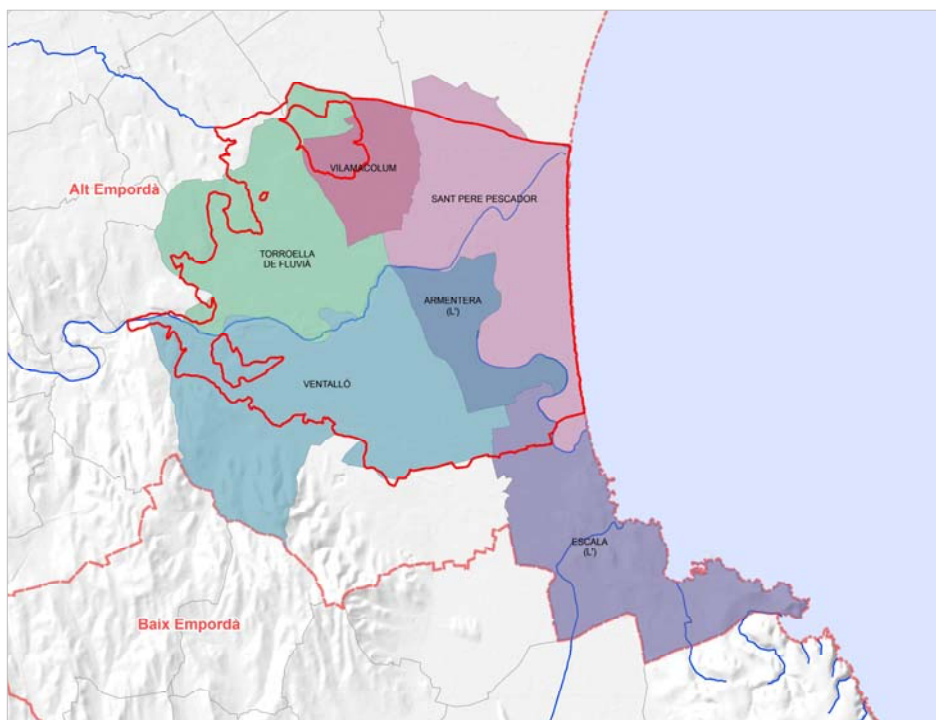 VILAMACOLUM
Alt Empordà
SANT PERE PESCADOR
TORROELLA
DE FLUVIÀ
ARMENTERA
(L')
VENTALLÓ
ESCALA
(L')
Baix Empordà